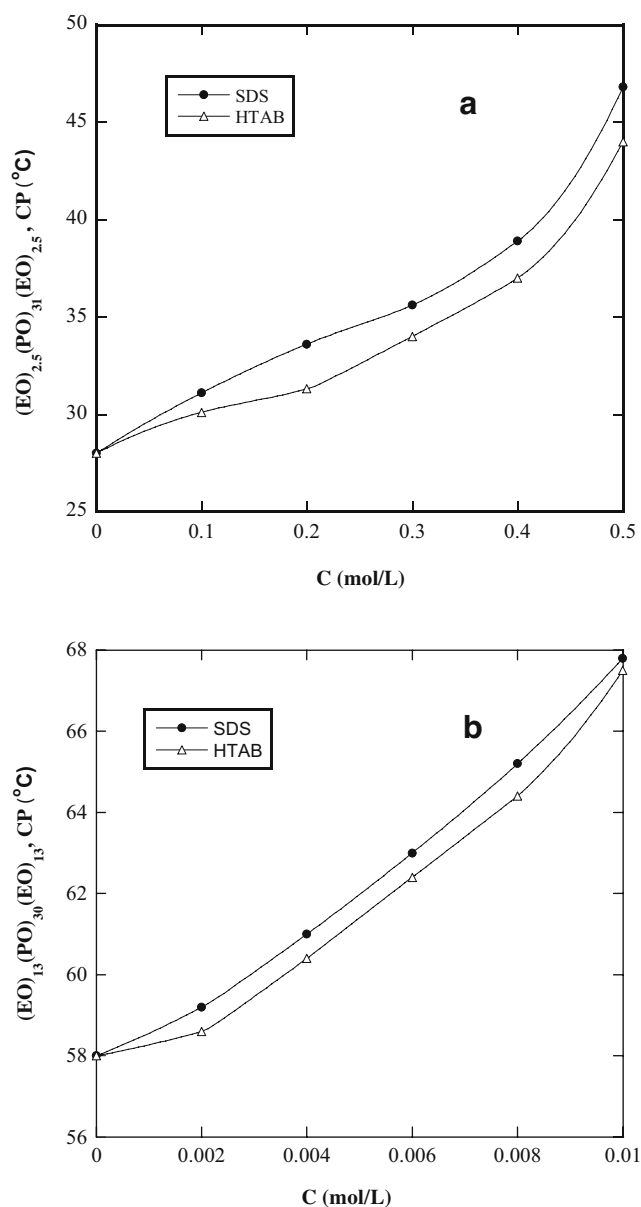 50
45
40
35
30
25
(EO)2.5(PO)31(EO)2.5, CP (°C)
SDS
HTAB
a
0
0.1
0.2
0.3
0.4
0.5
C (mol/L)
68
66
64
62
60
58
56
(EO)13(PO)30(EO)13, CP (°C)
SDS
HTAB
b
0
0.002
0.004
0.006
0.008
0.01
C (mol/L)